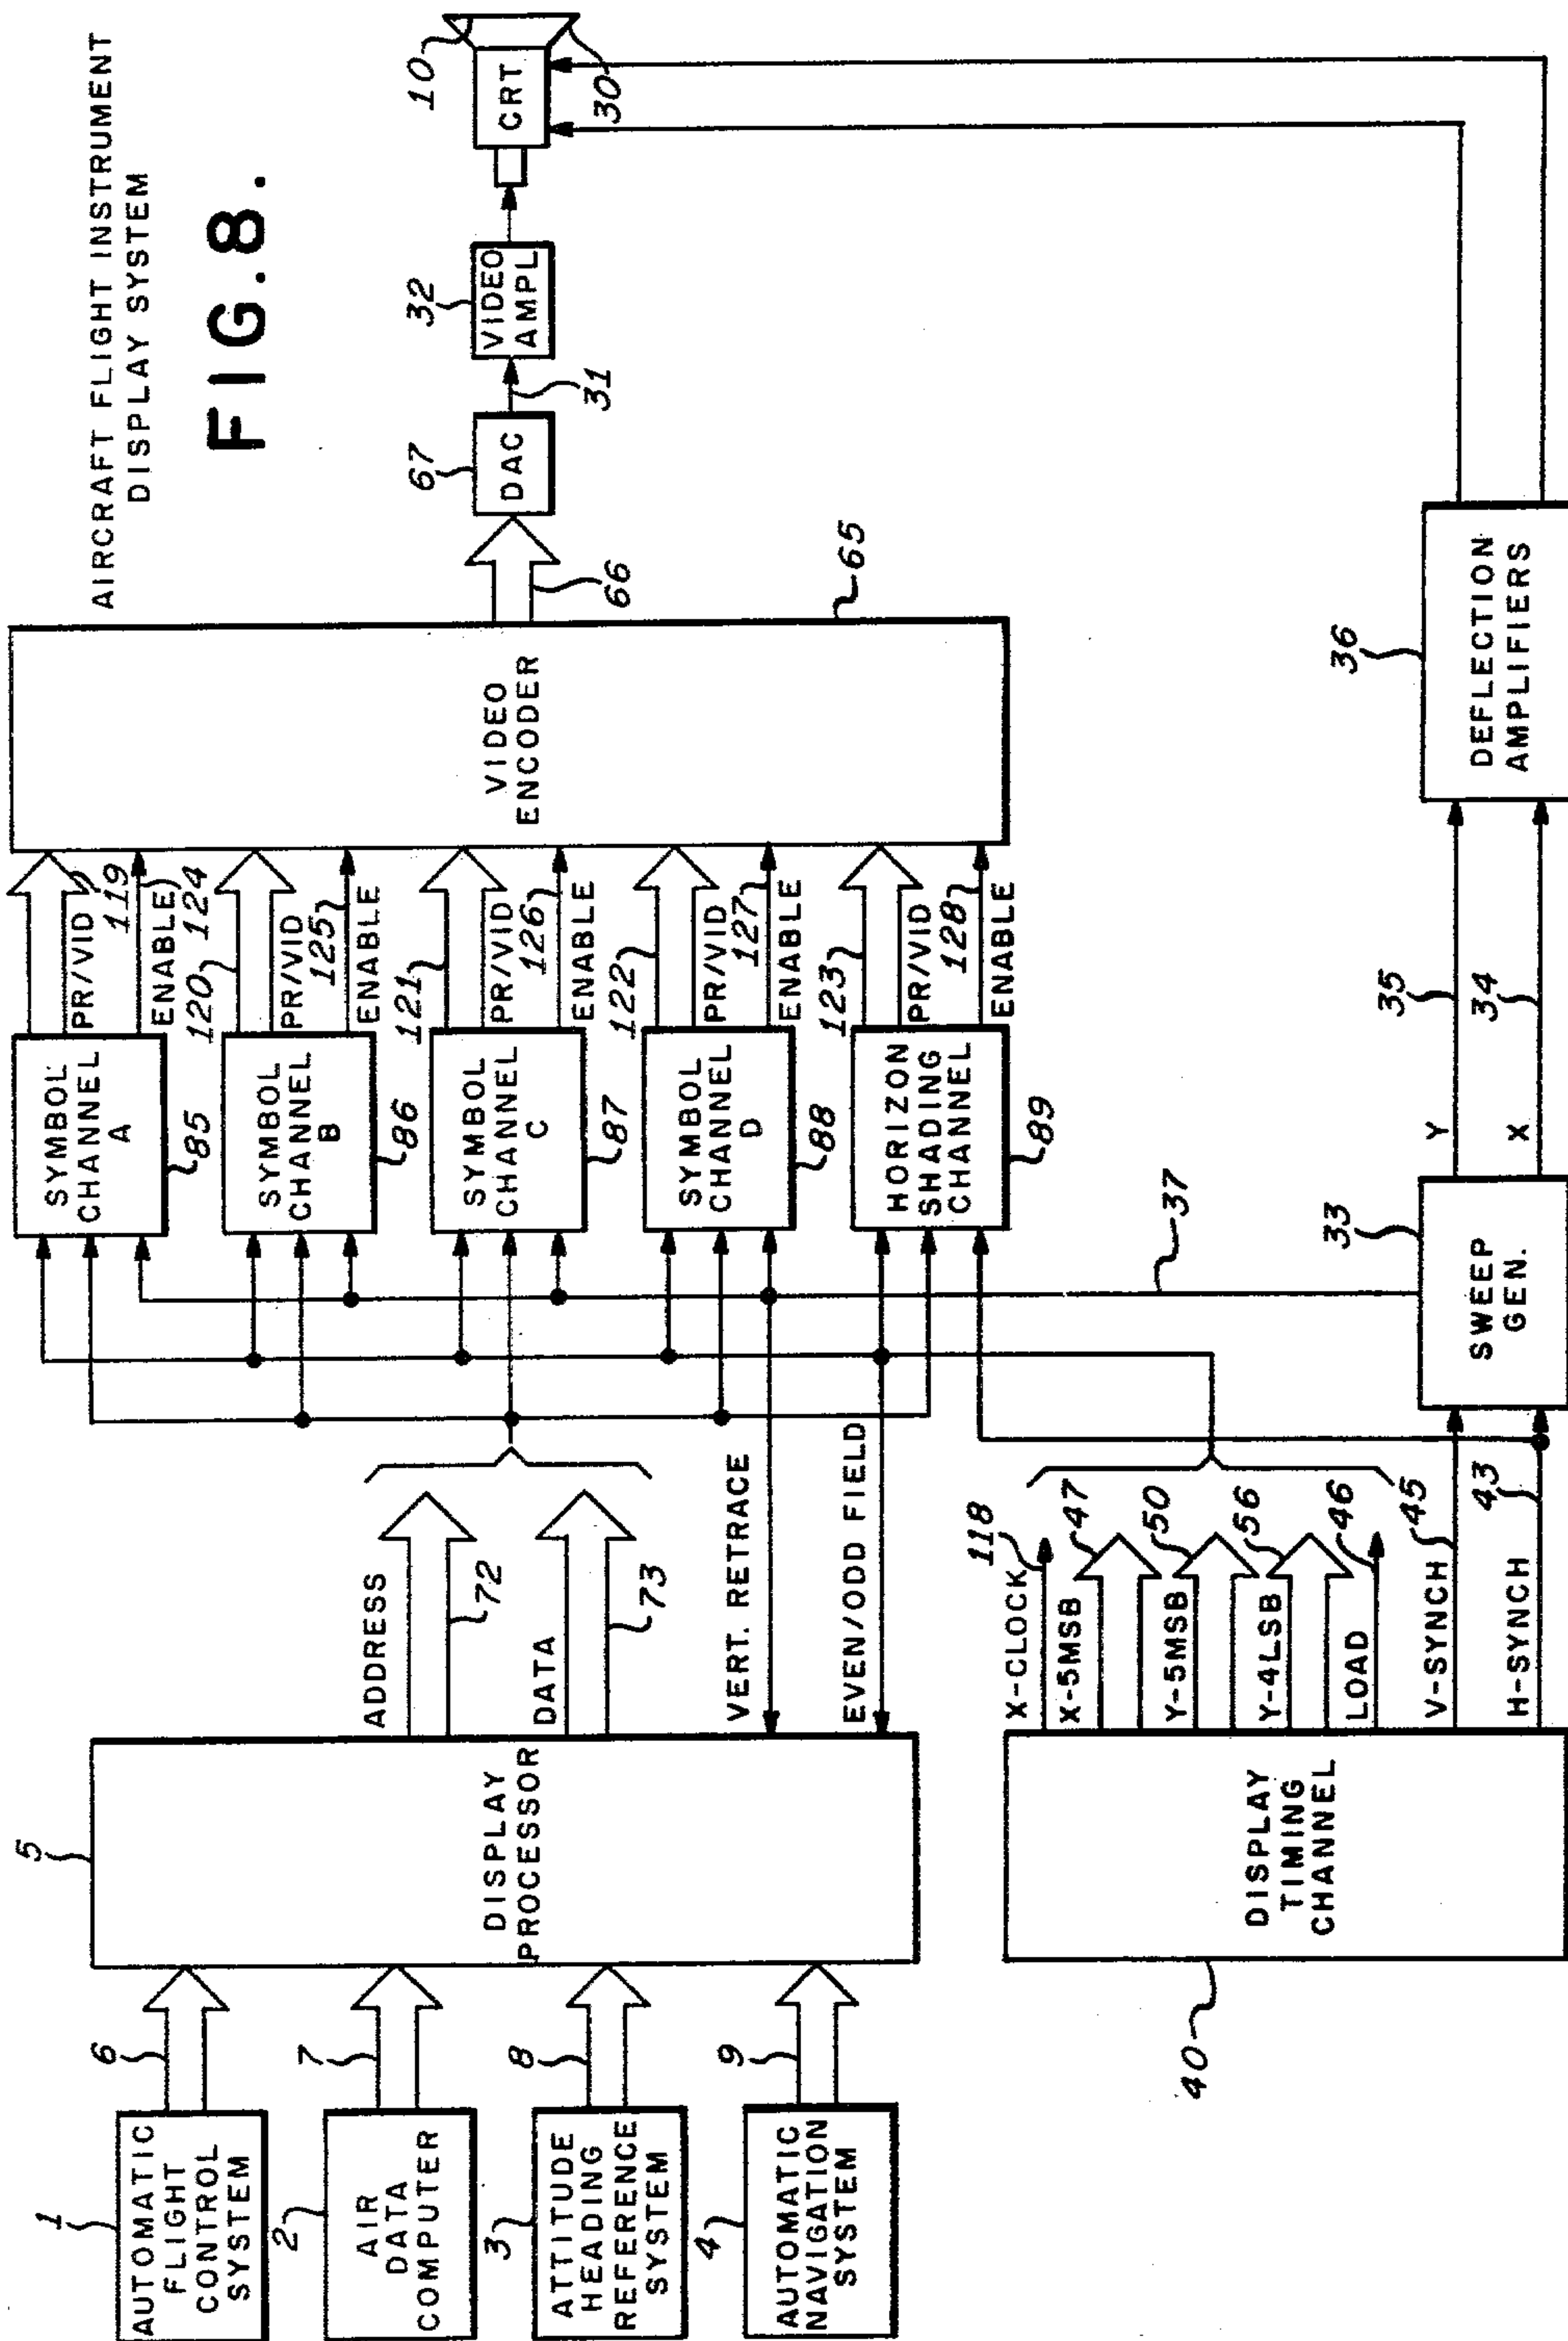 AIRCRAFT FLIGHT INSTRUMENT
DISPLAY SYSTEM
FIG.8.
1
AUTOMATIC
FLIGHT
CONTROL
SYSTEM
6
2
AIR
DATA
COMPUTER
7
3
ATTITUDE
HEADING
REFERENCE
SYSTEM
8
4
AUTOMATIC
NAVIGATION
SYSTEM
9
5
DISPLAY
PROCESSOR
ADDRESS
72
DATA
73
VERT. RETRACE
EVEN/ODD FIELD
40
DISPLAY
TIMING
CHANNEL
X-CLOCK
118
X-5MSB
47
Y-5MSB
50
Y-4LSB
56
LOAD
46
V-SYNCH
45
H-SYNCH
43
SYMBOL
CHANNEL
A
85
PR/VID
119
ENABLE
124
SYMBOL
CHANNEL
B
86
120
PR/VID
125
ENABLE
SYMBOL
CHANNEL
C
87
121
PR/VID
126
ENABLE
SYMBOL
CHANNEL
D
88
122
PR/VID
127
ENABLE
HORIZON
SHADING
CHANNEL
89
123
PR/VID
128
ENABLE
37
33
SWEEP
GEN.
Y
35
X
34
36
DEFLECTION
AMPLIFIERS
VIDEO
ENCODER
65
66
67
DAC
31
32
VIDEO
AMPL
10
CRT
30